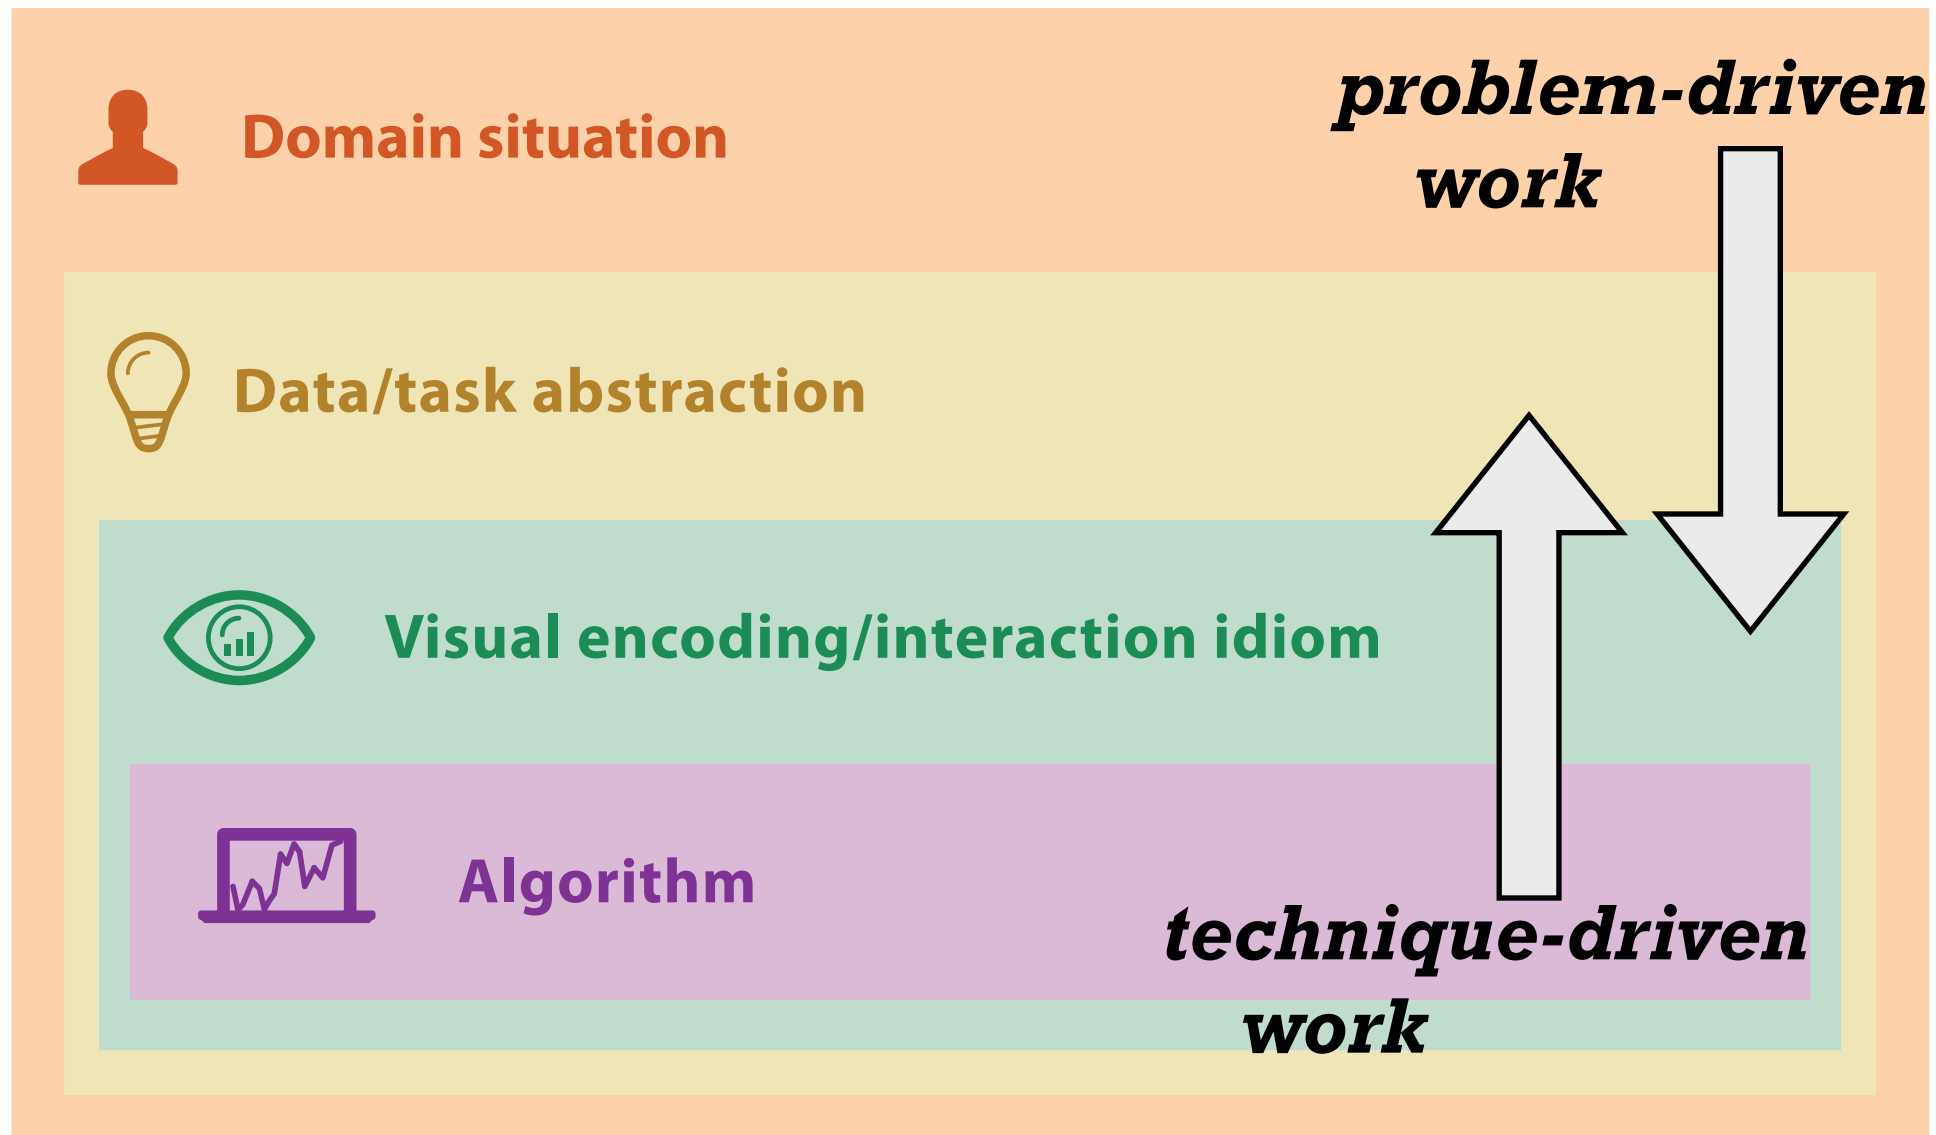 problem-driven
work
Domain situation
Data/task abstraction
Visual encoding/interaction idiom
Algorithm
technique-driven
work